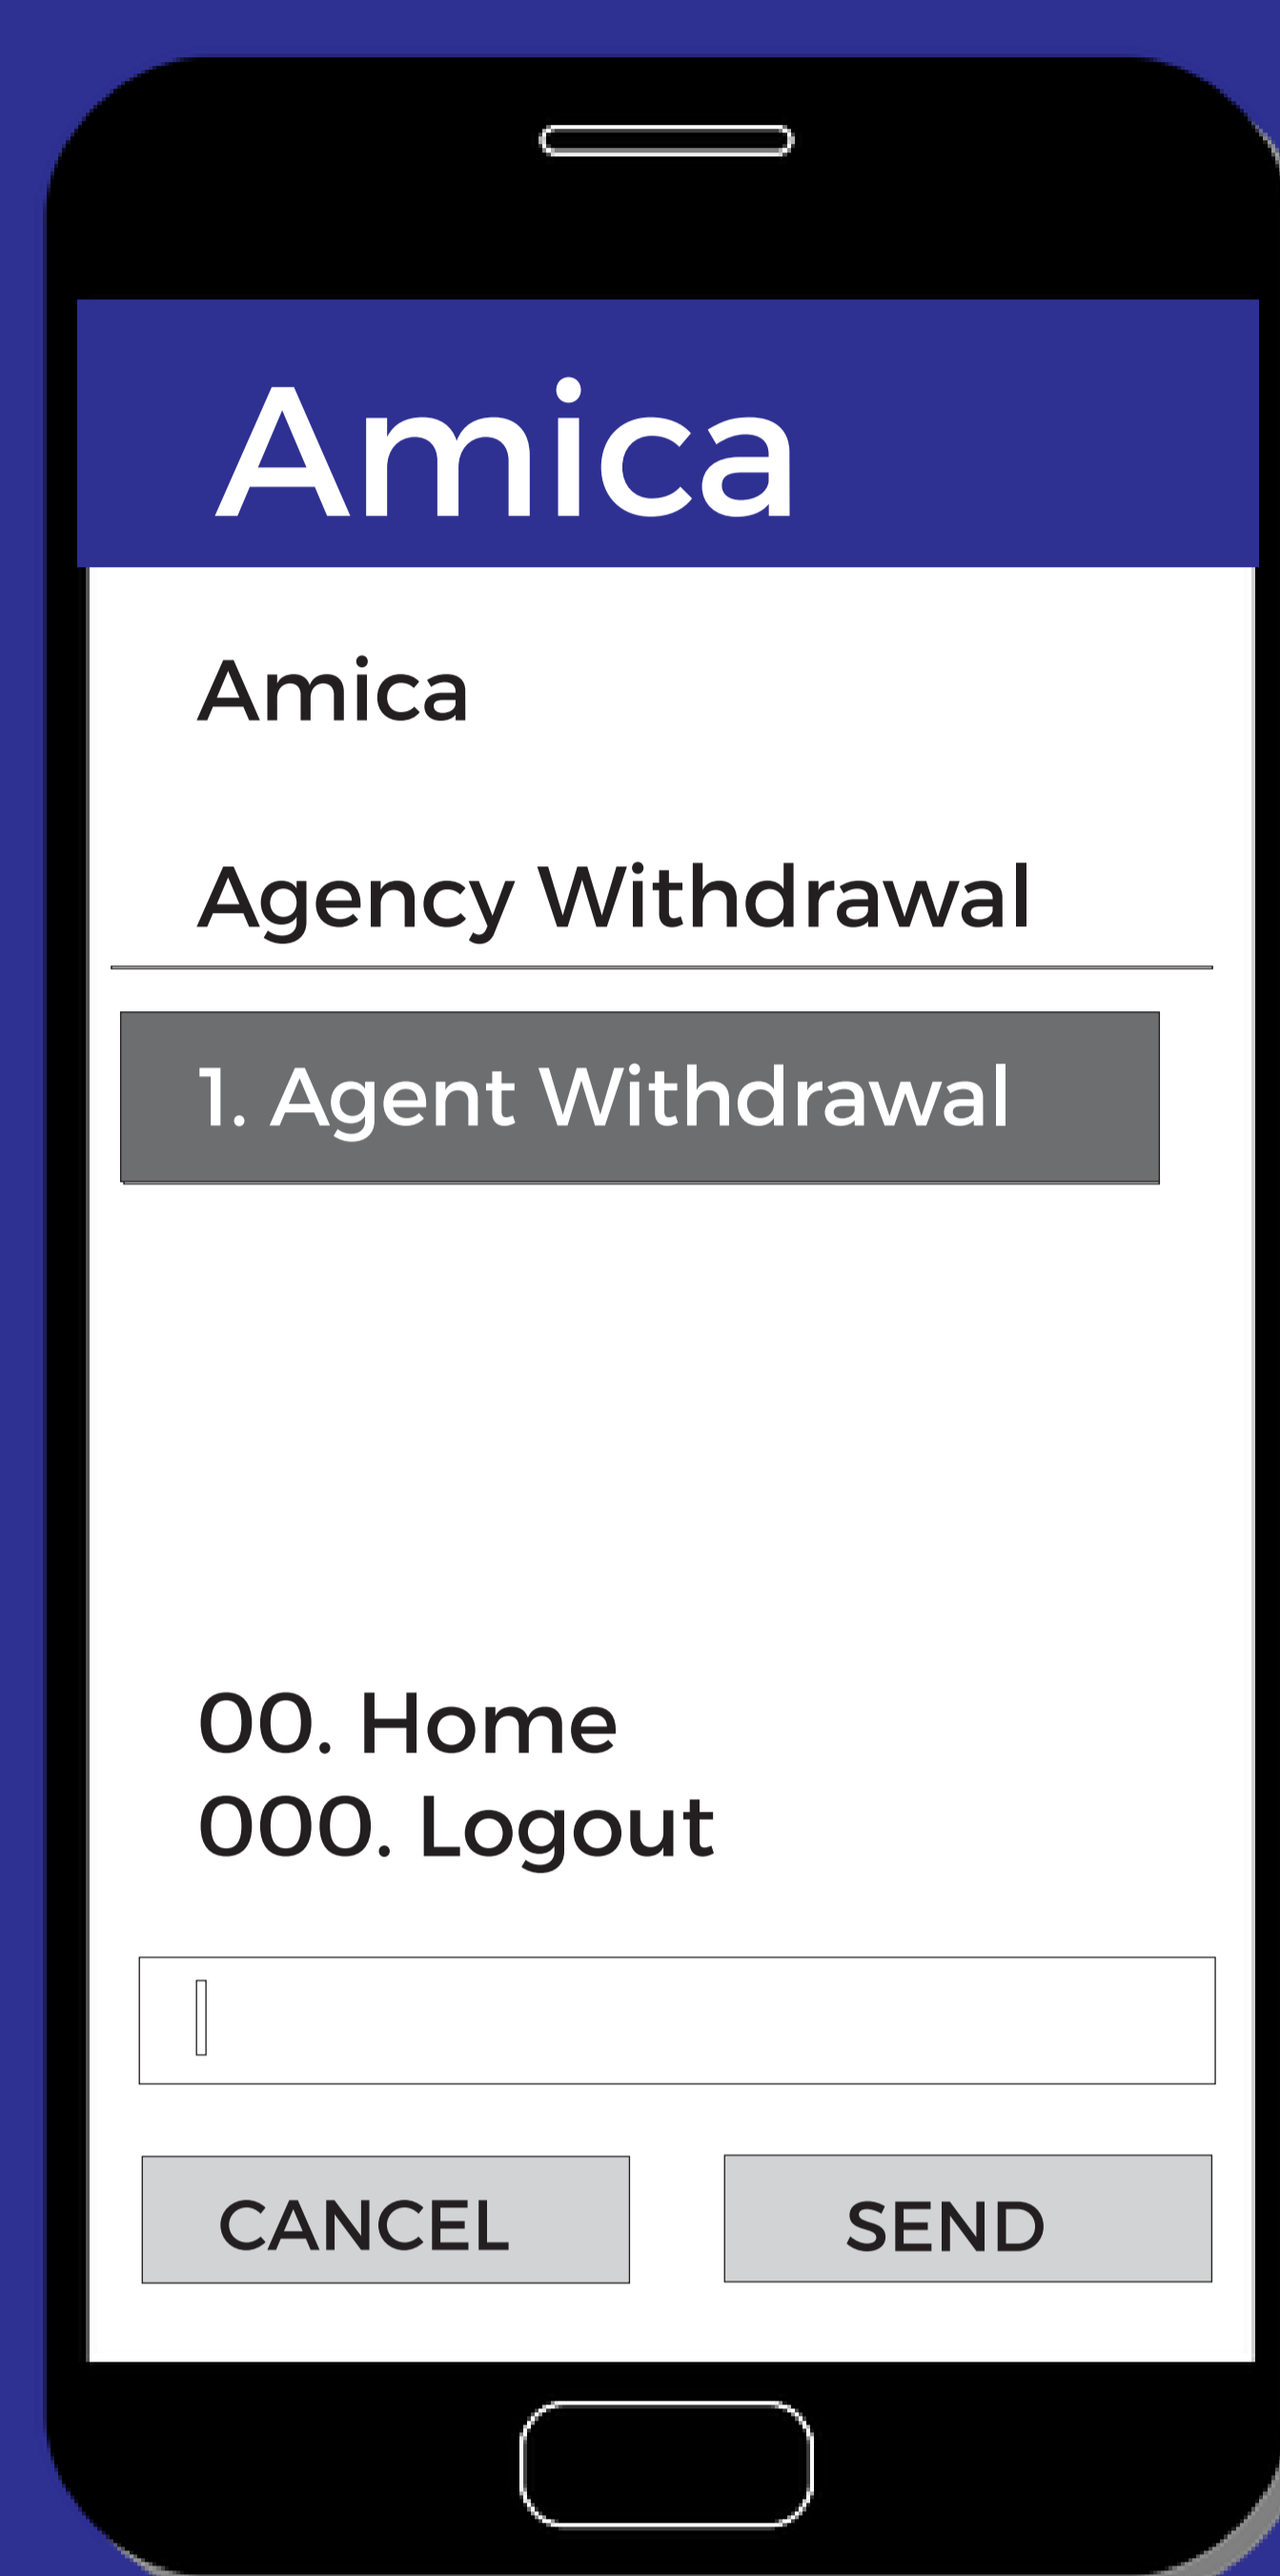 Amica
Amica
Agency Withdrawal
1. Agent Withdrawal
00. Home
000. Logout
CANCEL
SEND